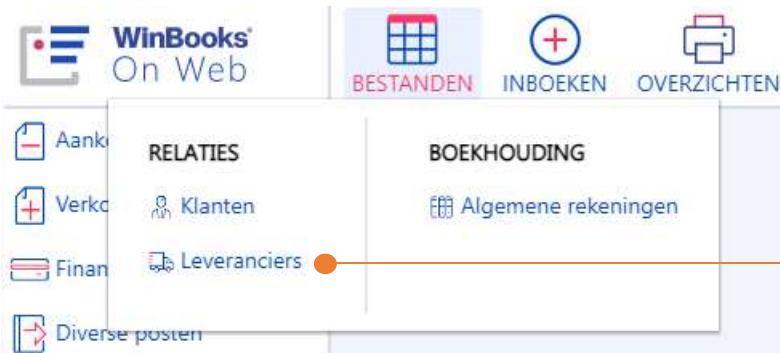 WinBooks
On Web
BESTANDEN
INBOEKEN
OVERZICHTEN
RELATIES
Klanten
Leveranciers
BOEKHOUDING
Algemene rekeningen
Diverse posten